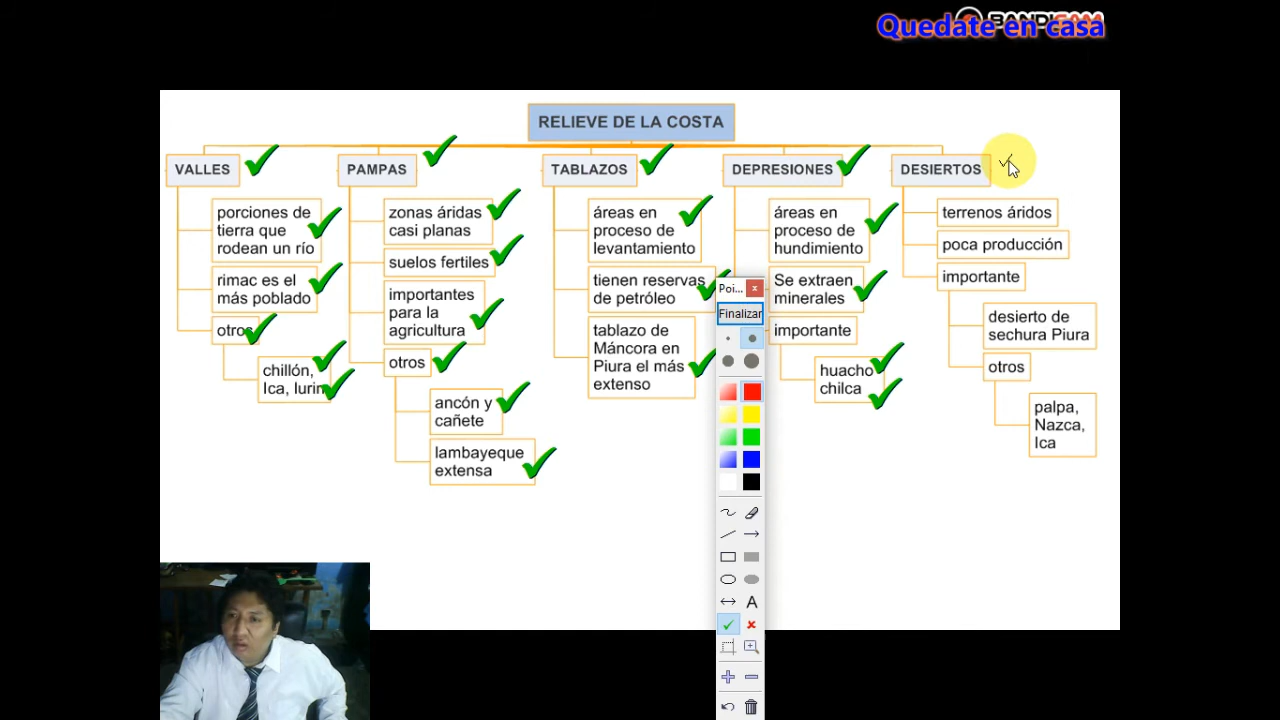 BANDICAM
Quedate en casa
RELIEVE DE LA COSTA
VALLES
porciones de
tierra que
rodean un río
rimac es el
más poblado
otros
chillón,
Ica, lurin
PAMPAS
zonas áridas
casi planas
suelos fertiles
importantes
para la
agricultura
otros
ancón y
cañete
lambayeque
extensa
TABLAZOS
áreas en
proceso de
levantamiento
tienen reservas
de petróleo
tablazo de
Máncora en
Piura el más
extenso
DEPRESIONES
áreas en
proceso de
hundimiento
Se extraen
minerales
importante
huacho
chilca
DESIERTOS
terrenos áridos
poca producción
importante
desierto de
sechura Piura
otros
palpa,
Nazca,
Ica
Poi...
Finalizar
A